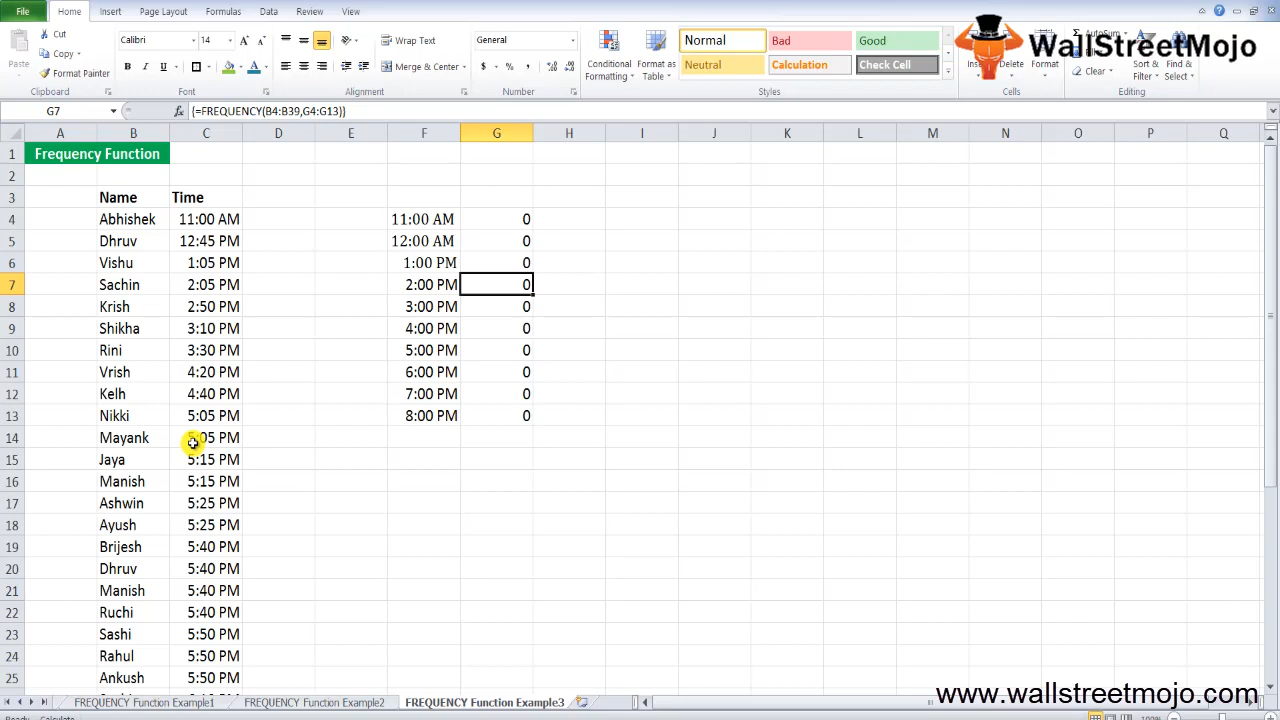 File Home Insert Page Layout Formulas Data Review View
Cut
Copy
Paste
Format Painter
Clipboard
Calibri 14
B I U A
Font
Wrap Text
Merge & Center
Alignment
General
$ % ,
Number
Conditional Formatting
Format as Table
Normal Bad Good
Neutral Calculation Check Cell
Styles
Delete Format
Cells
AutoSum
Clear
Sort & Filter
Find & Select
Editing
WallStreetMojo
G7 fx {=FREQUENCY(B4:B39,G4:G13)}
A B C D E F G H I J K L M N O P Q
1 Frequency Function
2
3 Name Time
4 Abhishek 11:00 AM 11:00 AM 0
5 Dhruv 12:45 PM 12:00 AM 0
6 Vishu 1:05 PM 1:00 PM 0
7 Sachin 2:05 PM 2:00 PM 0
8 Krish 2:50 PM 3:00 PM 0
9 Shikha 3:10 PM 4:00 PM 0
10 Rini 3:30 PM 5:00 PM 0
11 Vrish 4:20 PM 6:00 PM 0
12 Kelh 4:40 PM 7:00 PM 0
13 Nikki 5:05 PM 8:00 PM 0
14 Mayank 5:05 PM
15 Jaya 5:15 PM
16 Manish 5:15 PM
17 Ashwin 5:25 PM
18 Ayush 5:25 PM
19 Brijesh 5:40 PM
20 Dhruv 5:40 PM
21 Manish 5:40 PM
22 Ruchi 5:40 PM
23 Sashi 5:50 PM
24 Rahul 5:50 PM
25 Ankush 5:50 PM
FREQUENCY Function Example1 FREQUENCY Function Example2 FREQUENCY Function Example3
www.wallstreetmojo.com